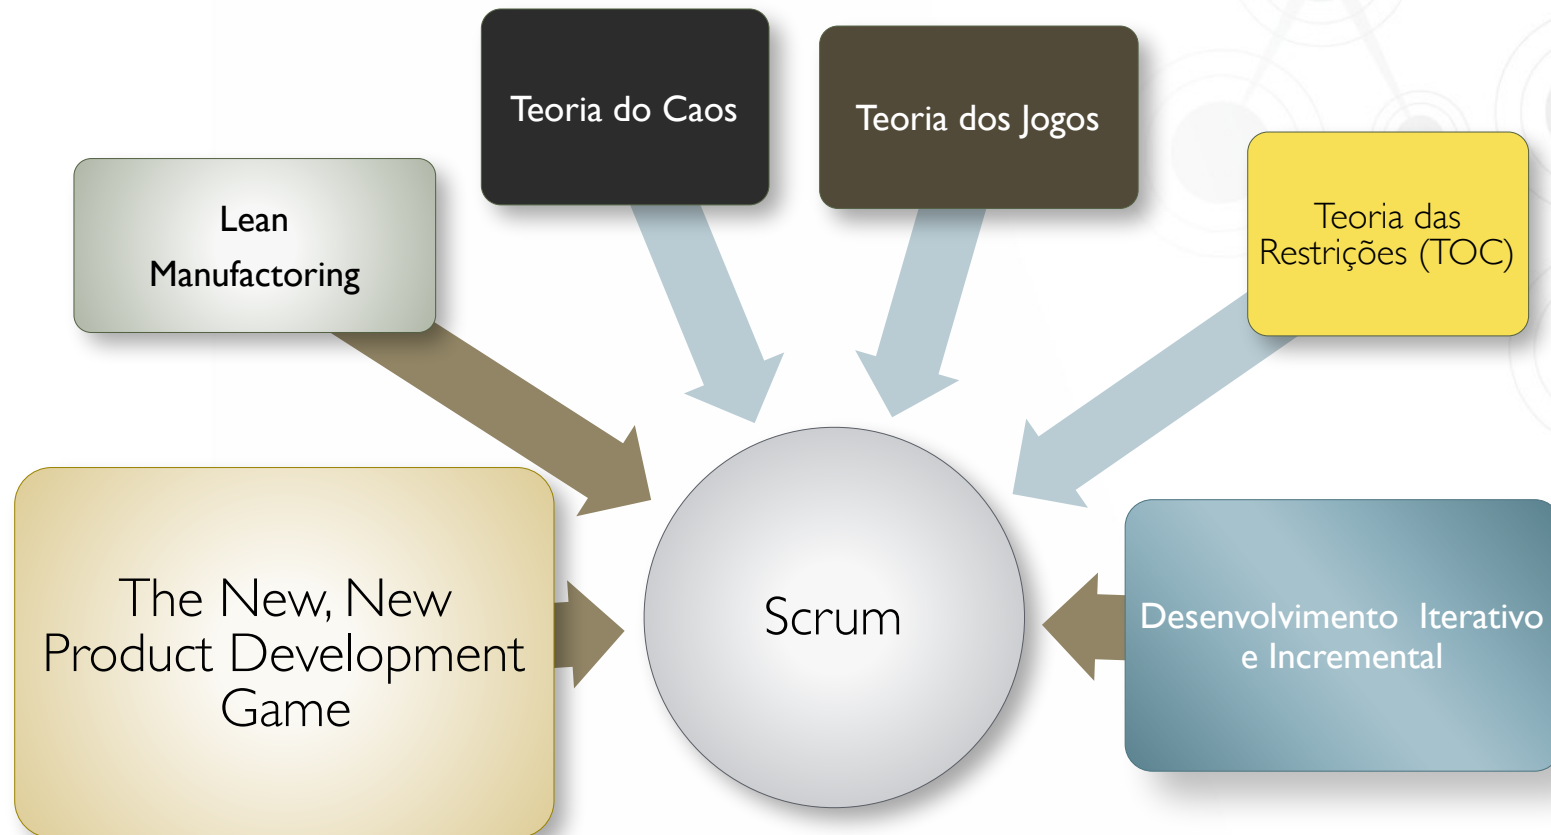 Teoria do Caos
Teoria dos Jogos
Lean
Manufactoring
Teoria das
Restrições (TOC)
The New, New
Product Development
Game
Scrum
Desenvolvimento Iterativo
e Incremental